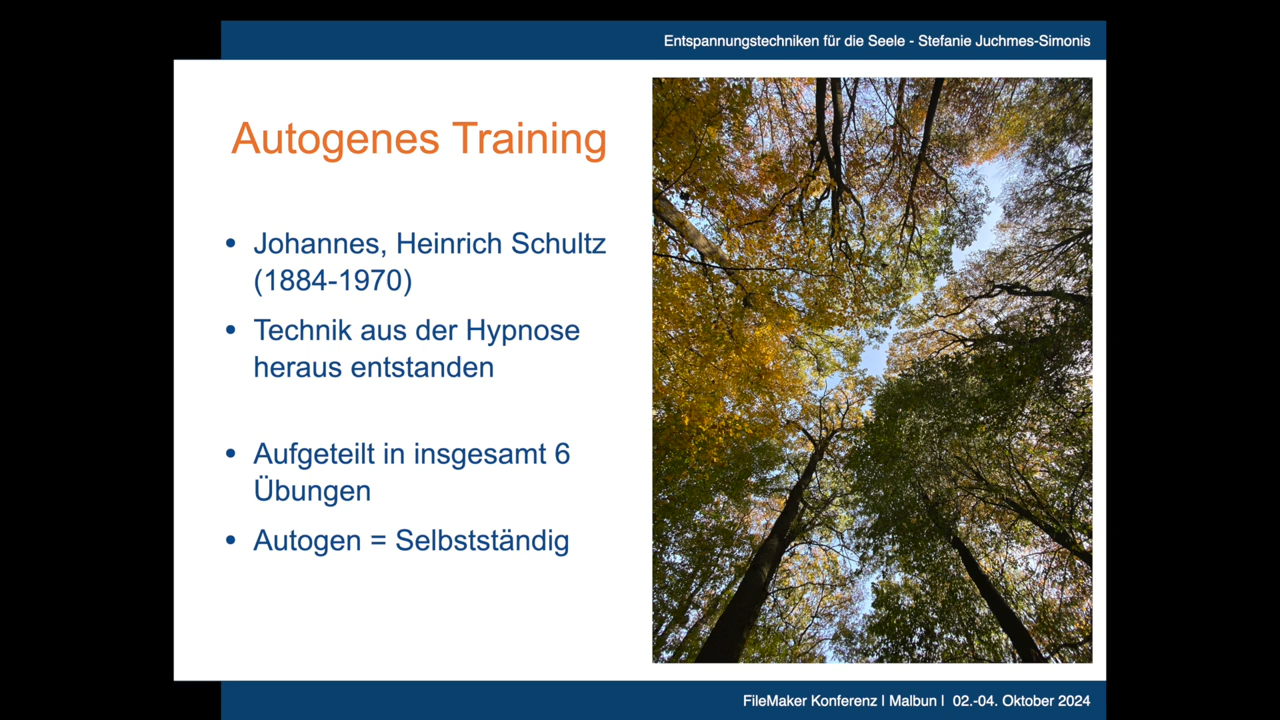 Entspannungstechniken für die Seele - Stefanie Juchmes-Simonis
Autogenes Training
• Johannes, Heinrich Schultz
(1884-1970)
• Technik aus der Hypnose
heraus entstanden
• Aufgeteilt in insgesamt 6
Übungen
• Autogen = Selbstständig
FileMaker Konferenz I Malbun I 02.-04. Oktober 2024